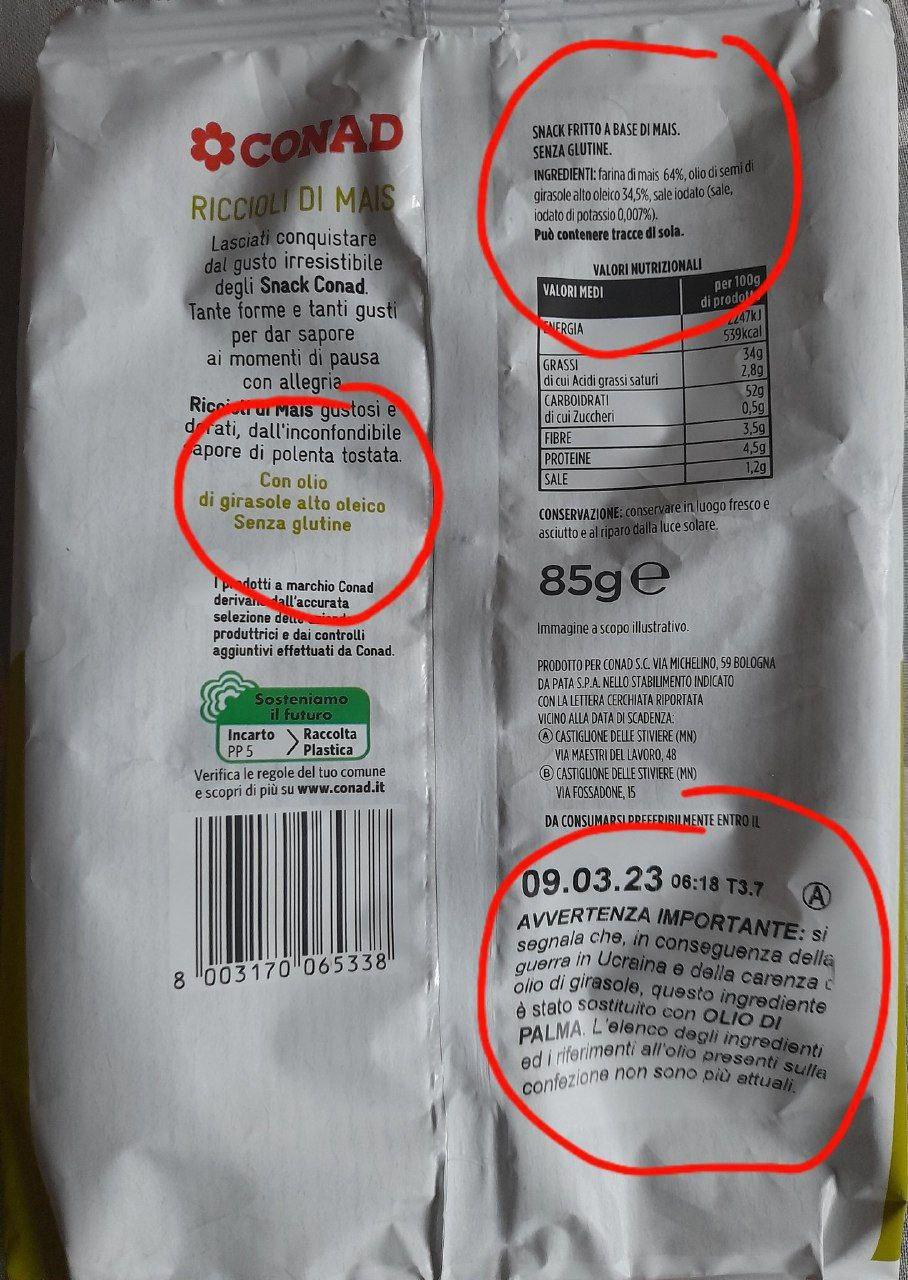 CONAD
RICCIOLI DI MAIS
Lasciati conquistare
dal gusto irresistibile
degli Snack Conad.
Tante forme e tanti gusti
per dar sapore
ai momenti di pausa
con allegria.
Riccioli di Mais gustosi e
dorati, dall'inconfondibile
sapore di polenta tostata.
Con olio
di girasole alto oleico
Senza glutine
I prodotti a marchio Conad
derivano dall'accurata
selezione delle aziende
produttrici e dai controlli
aggiuntivi effettuati da Conad.
Sosteniamo
il futuro
Incarto
PP 5
Raccolta
Plastica
Verifica le regole del tuo comune
e scopri di più su www.conad.it
8 003170 065338
SNACK FRITTO A BASE DI MAIS.
SENZA GLUTINE.
INGREDIENTI: farina di mais 64%, olio di semi di
girasole alto oleico 34,5%, sale iodato (sale,
iodato di potassio 0,007%).
Può contenere tracce di soia.
VALORI NUTRIZIONALI
VALORI MEDI per 100g
di prodotto
ENERGIA 2247kJ
539kcal
GRASSI 34g
di cui Acidi grassi saturi 2,8g
CARBOIDRATI 52g
di cui Zuccheri 0,5g
FIBRE 3,5g
PROTEINE 4,5g
SALE 1,2g
CONSERVAZIONE: conservare in luogo fresco e
asciutto e al riparo dalla luce solare.
85g e
Immagine a scopo illustrativo.
PRODOTTO PER CONAD S.C. VIA MICHELINO, 59 BOLOGNA
DA PATA S.P.A. NELLO STABILIMENTO INDICATO
CON LA LETTERA CERCHIATA RIPORTATA
VICINO ALLA DATA DI SCADENZA:
A CASTIGLIONE DELLE STIVIERE (MN)
VIA MAESTRI DEL LAVORO, 48
B CASTIGLIONE DELLE STIVIERE (MN)
VIA FOSSADONE, 15
DA CONSUMARSI PREFERIBILMENTE ENTRO IL
09.03.23 06:18 T3.7 A
AVVERTENZA IMPORTANTE: si
segnala che, in conseguenza della
guerra in Ucraina e della carenza
olio di girasole, questo ingrediente
è stato sostituito con OLIO DI
PALMA. L'elenco degli ingredienti
ed i riferimenti all'olio presenti sulla
confezione non sono più attuali.